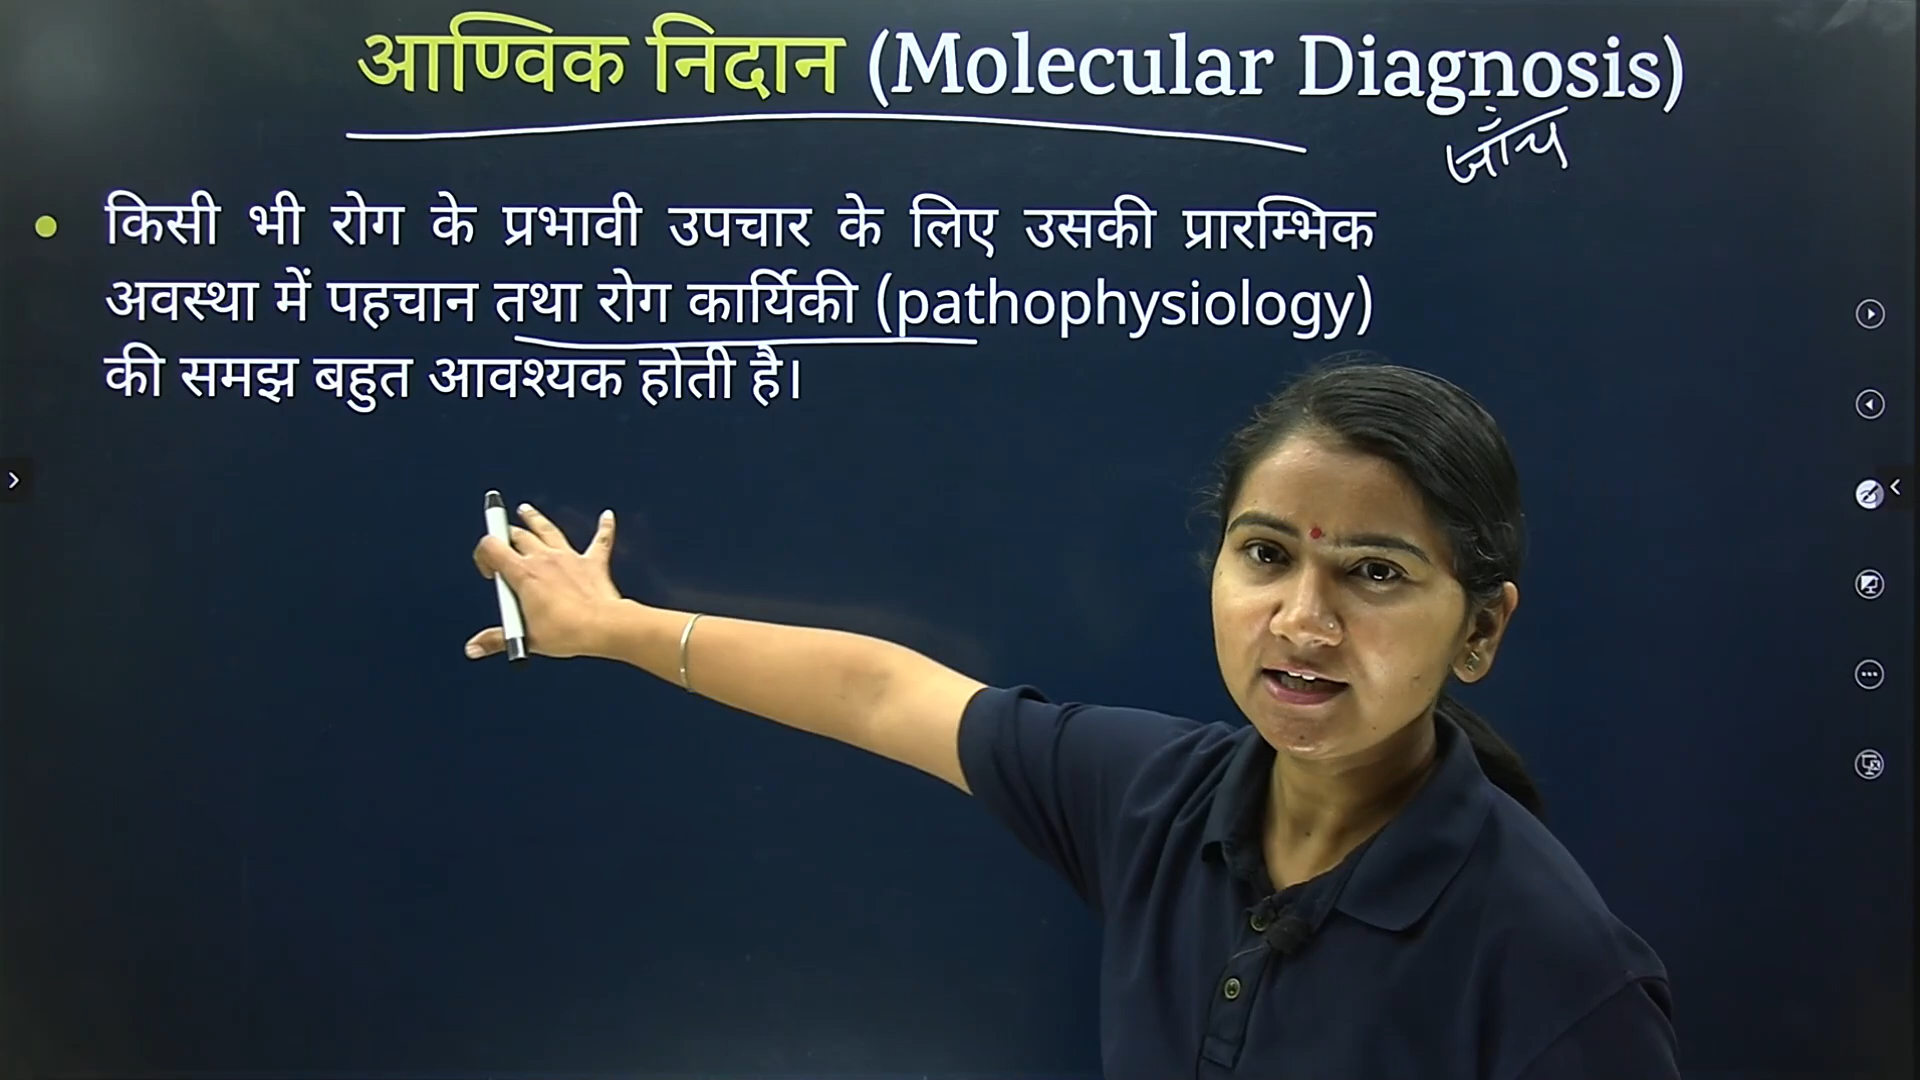 आण्विक निदान (Molecular Diagnosis)
जाँच
किसी भी रोग के प्रभावी उपचार के लिए उसकी प्रारम्भिक
अवस्था में पहचान तथा रोग कार्यिकी (pathophysiology)
की समझ बहुत आवश्यक होती है।